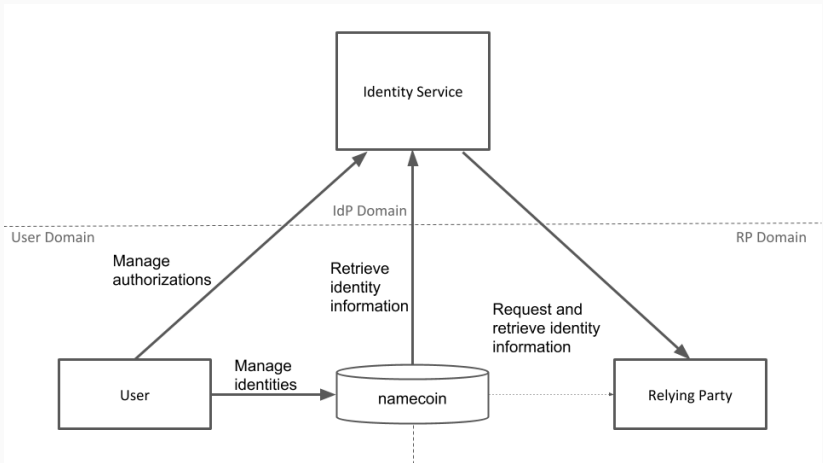 Identity Service
IdP Domain
User Domain
RP Domain
Manage
authorizations
Retrieve
identity
information
Request and
retrieve identity
information
Manage
identities
User
namecoin
Relying Party